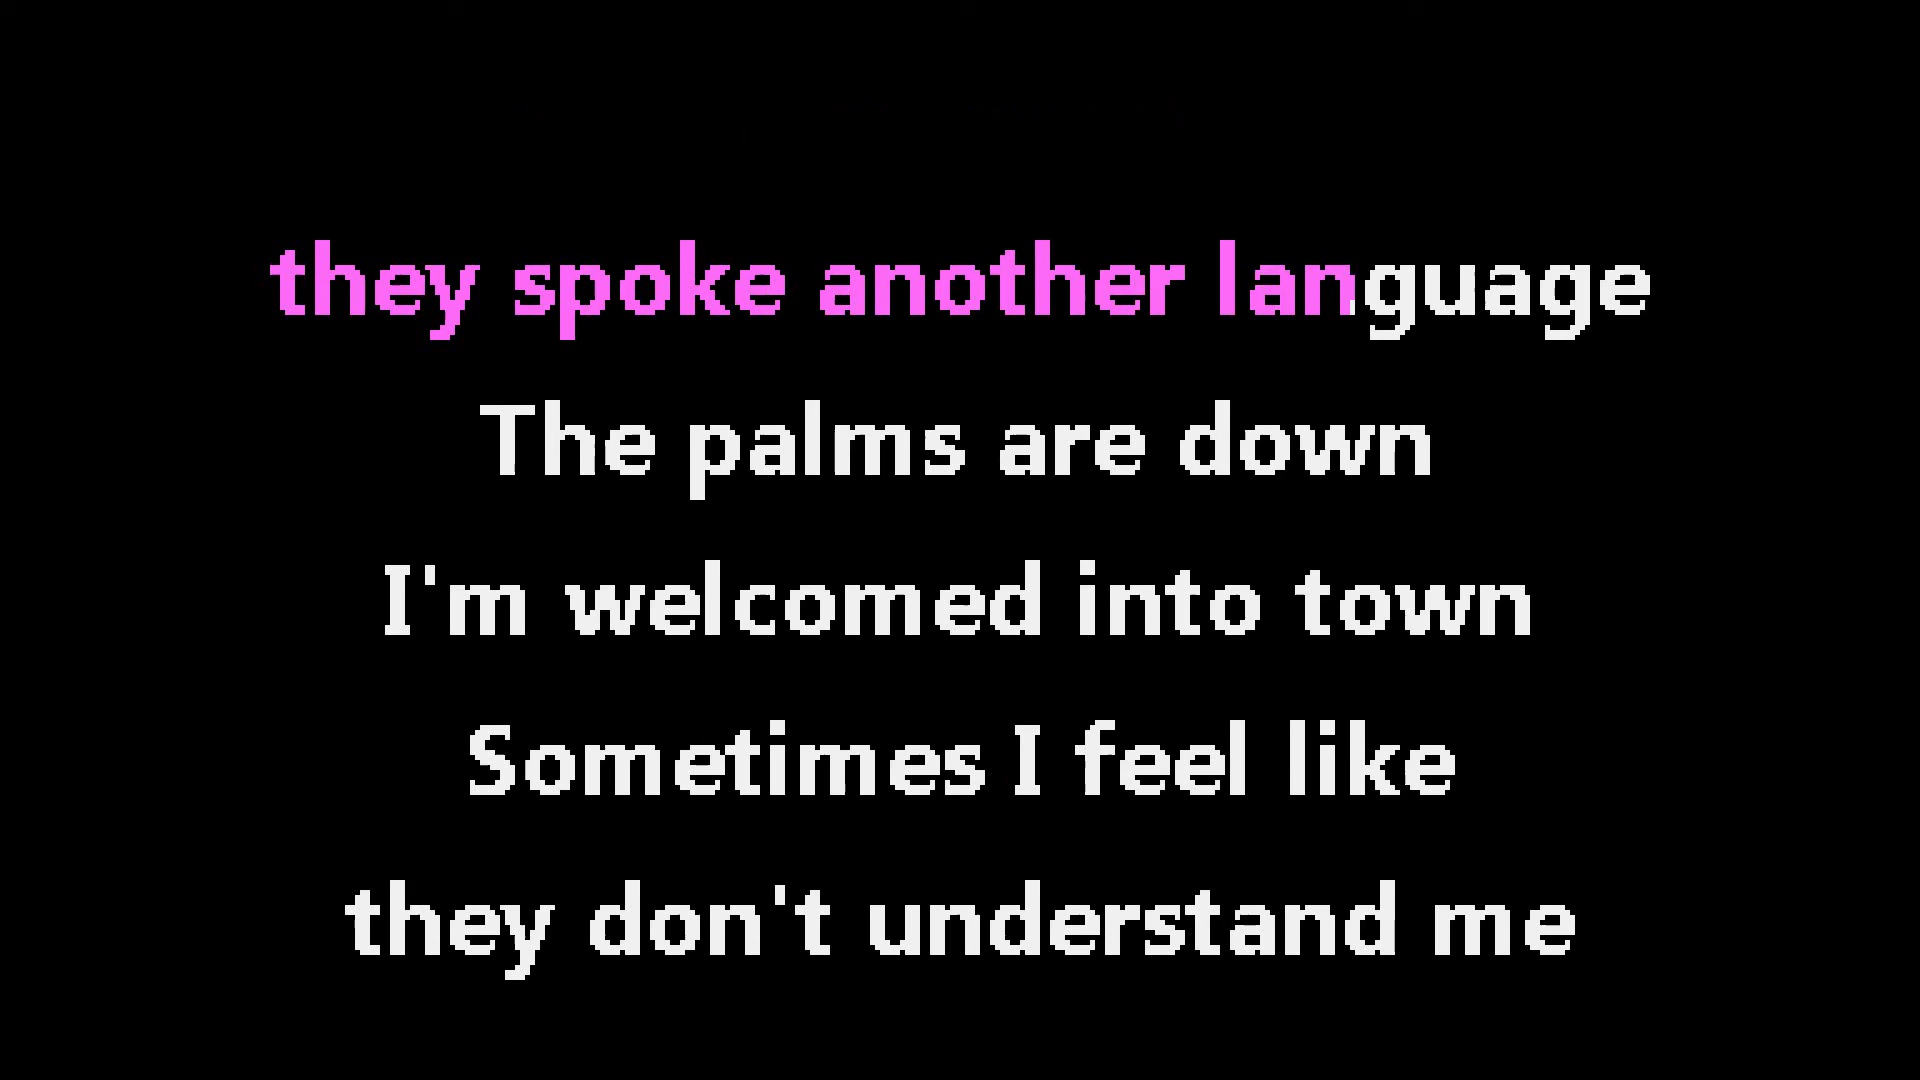 they spoke another language
The palms are down
I'm welcomed into town
Sometimes I feel like
they don't understand me